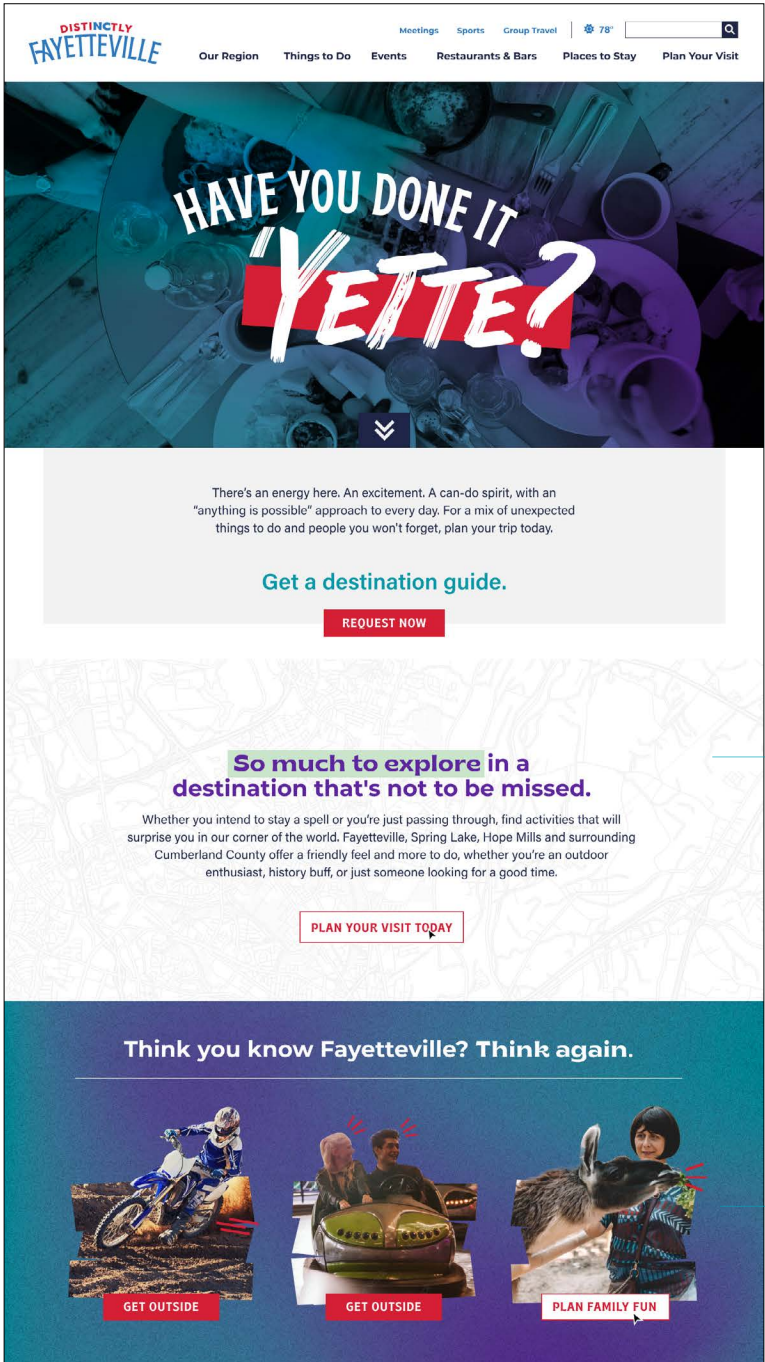 DISTINCTLY
FAYETTEVILLE
Meetings Sports Group Travel 78°
Our Region Things to Do Events Restaurants & Bars Places to Stay Plan Your Visit
HAVE YOU DONE IT
'YETTE?
There's an energy here. An excitement. A can-do spirit, with an
"anything is possible" approach to every day. For a mix of unexpected
things to do and people you won't forget, plan your trip today.
Get a destination guide.
REQUEST NOW
So much to explore in a
destination that's not to be missed.
Whether you intend to stay a spell or you're just passing through, find activities that will
surprise you in our corner of the world. Fayetteville, Spring Lake, Hope Mills and surrounding
Cumberland County offer a friendly feel and more to do, whether you're an outdoor
enthusiast, history buff, or just someone looking for a good time.
PLAN YOUR VISIT TODAY
Think you know Fayetteville? Think again.
GET OUTSIDE GET OUTSIDE PLAN FAMILY FUN